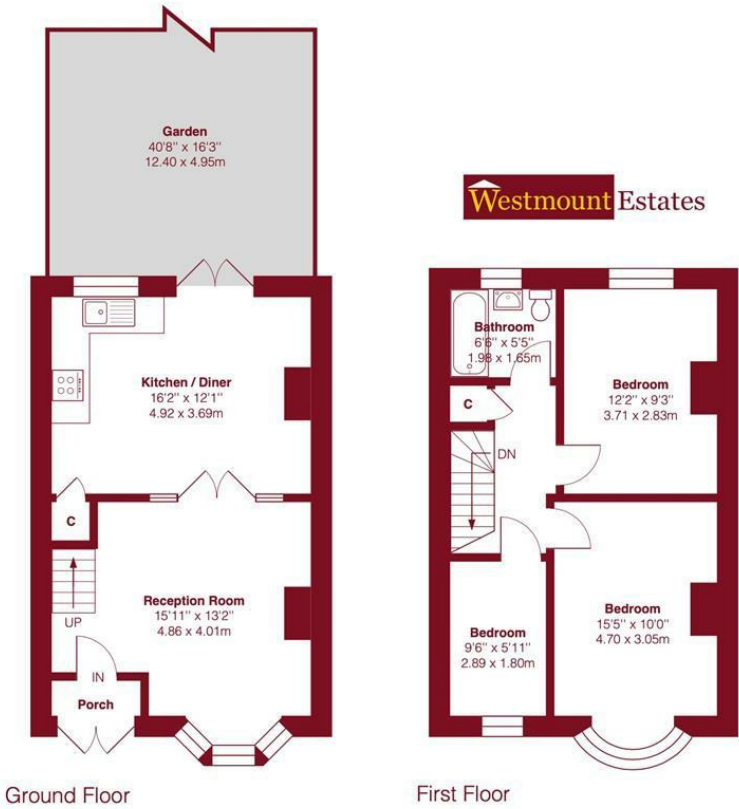 Garden
40'8" x 16'3"
12.40 x 4.95m
Westmount Estates
Kitchen / Diner
16'2" x 12'1"
4.92 x 3.69m
C
UP
Reception Room
15'11" x 13'2"
4.86 x 4.01m
IN
Porch
Ground Floor
Bathroom
6'6" x 5'5"
1.98 x 1.65m
Bedroom
12'2" x 9'3"
3.71 x 2.83m
C
DN
Bedroom
9'6" x 5'11"
2.89 x 1.80m
Bedroom
15'5" x 10'0"
4.70 x 3.05m
First Floor